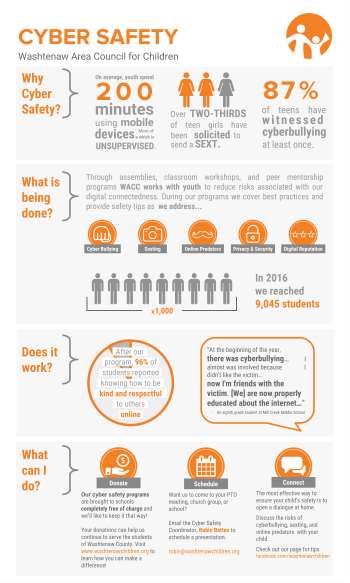 CYBER SAFETY
Washtenaw Area Council for Children
Why
Cyber
Safety?
On average, youth spend
200
minutes
using mobile
devices. Most of
which is
UNSUPERVISED.
Over TWO-THIRDS
of teen girls have
been solicited to
send a SEXT.
87%
of teens have
witnessed
cyberbullying
at least once.
What is
being
done?
Through assemblies, classroom workshops, and peer mentorship
programs WACC works with youth to reduce risks associated with our
digital connectedness. During our programs we cover best practices and
provide safety tips as we address...
Cyber Bullying
Sexting
Online Predators
Privacy & Security
Digital Reputation
x1,000
In 2016
we reached
9,045 students
Does it
work?
After our
program, 96% of
students reported
knowing how to be
kind and respectful
to others
online
"At the beginning of the year,
there was cyberbullying... I
almost was involved because I
didn't like the victim...
now I'm friends with the
victim. [We] are now properly
educated about the internet..."
- An eighth grade student at Mill Creek Middle School
What
can I
do?
Donate
Our cyber safety programs
are brought to schools
completely free of charge and
we'd like to keep it that way!
Your donations can help us
continue to serve the students
of Washtenaw County. Visit
www.washtenawchildren.org to
learn how you can make a
difference!
Schedule
Want us to come to your PTO
meeting, church group, or
school?
Email the Cyber Safety
Coordinator, Robin Batten to
schedule a presentation.
robin@washtenawchildren.org
Connect
The most effective way to
ensure your child's safety is to
open a dialogue at home.
Discuss the risks of
cyberbullying, sexting, and
online predators with your
child.
Check out our page for tips
facebook.com/washtenawchildren